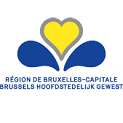 RÉGION DE BRUXELLES-CAPITALE
BRUSSELS HOOFDSTEDELIJK GEWEST